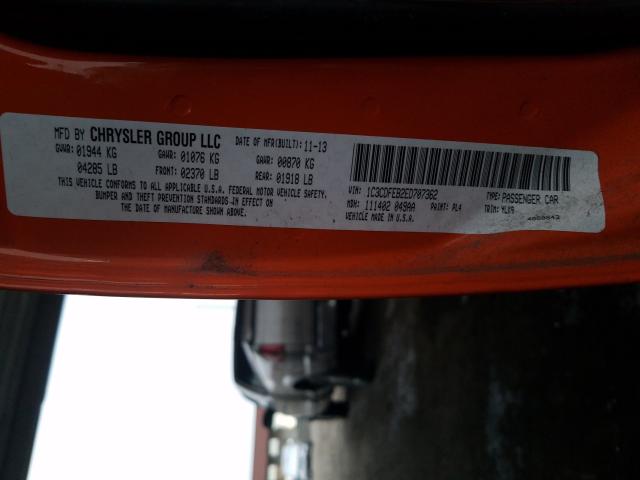 MFD BY CHRYSLER GROUP LLC DATE OF MFR(BUILT): 11-13
GVWR: 01944 KG GAWR: 01076 KG GAWR: 00870 KG
04285 LB FRONT: 02370 LB REAR: 01918 LB
THIS VEHICLE CONFORMS TO ALL APPLICABLE U.S.A. FEDERAL MOTOR VEHICLE SAFETY,
BUMPER AND THEFT PREVENTION STANDARDS IN EFFECT ON
THE DATE OF MANUFACTURE SHOWN ABOVE.
VIN: 1C3CDFEB2ED707362 TYPE: PASSENGER CAR
MDH: 111402 049AA PAINT: PL4 TRIM: VLX9
VEHICLE MADE IN U.S.A.